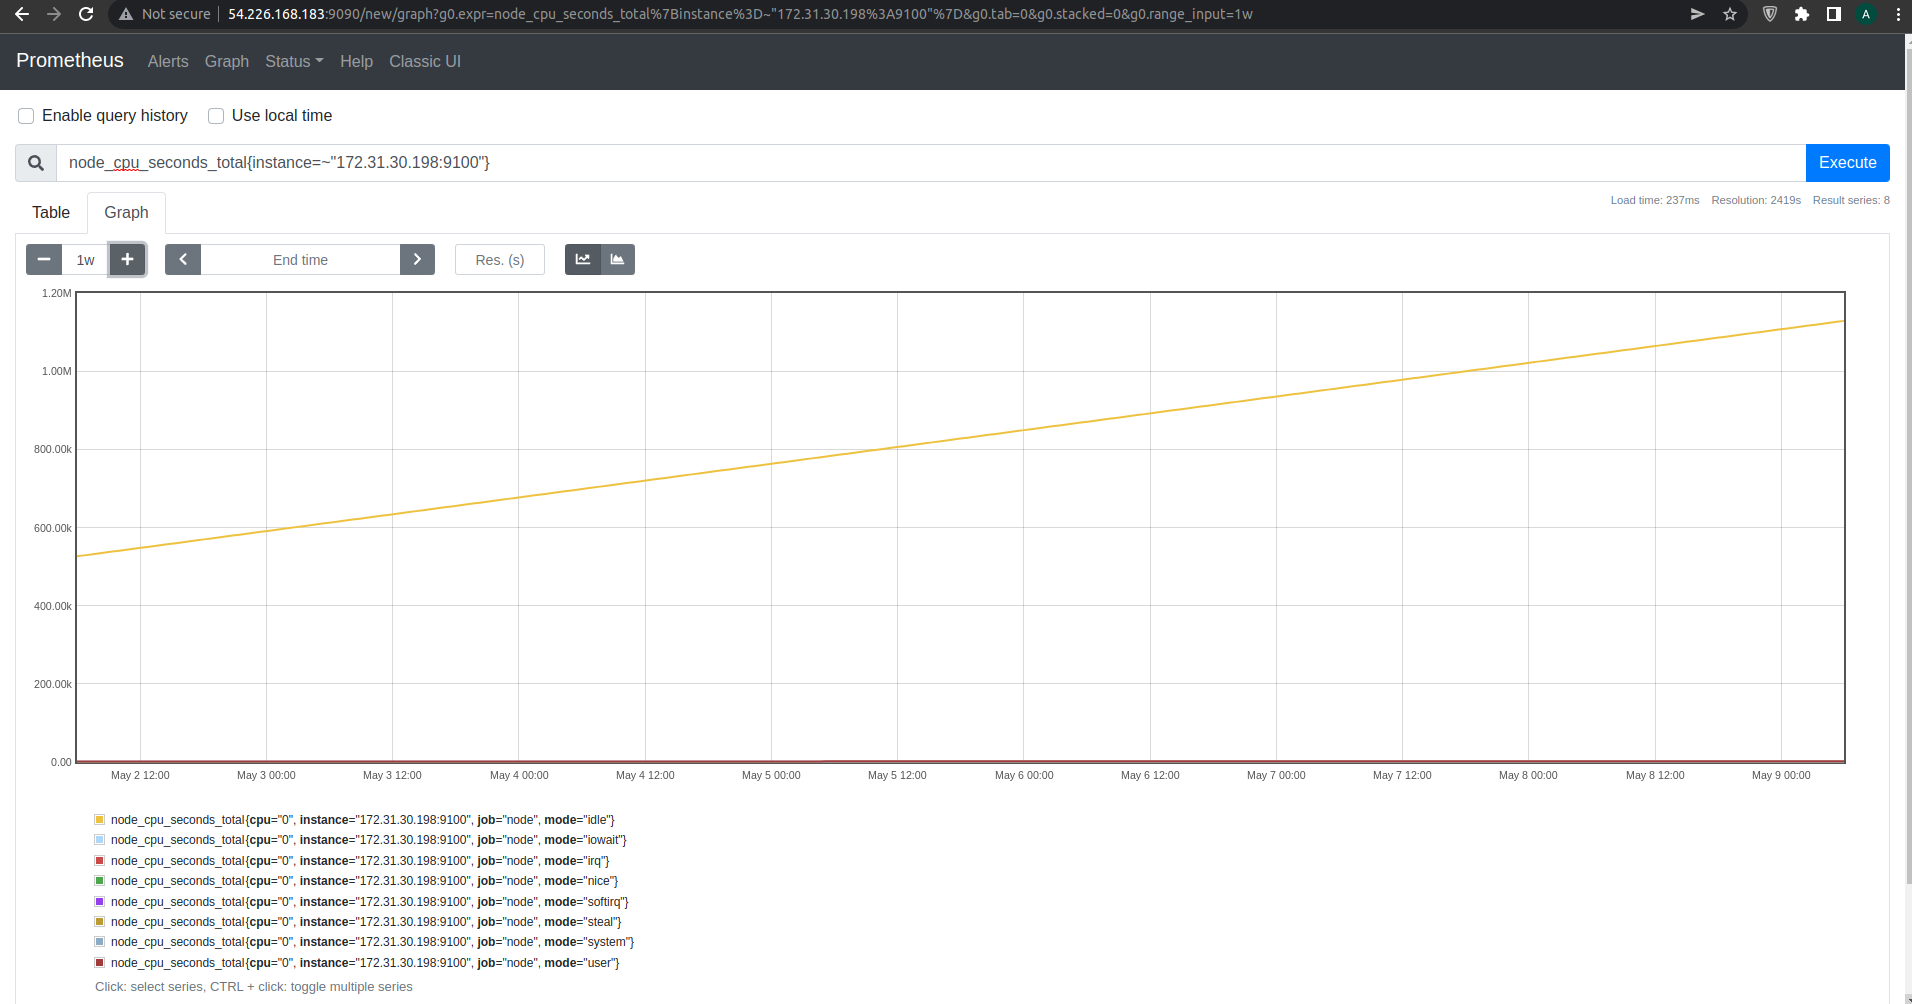 Not secure 54.226.168.183:9090/new/graph?g0.expr=node_cpu_seconds_total%7Binstance%3D~"172.31.30.198%3A9100"%7D&g0.tab=0&g0.stacked=0&g0.range_input=1w A
Prometheus Alerts Graph Status Help Classic UI
Enable query history Use local time
node_cpu_seconds_total{instance=~"172.31.30.198:9100"} Execute
Load time: 237ms Resolution: 2419s Result series: 8
Table Graph
1w End time Res. (s)
1.20M
1.00M
800.00k
600.00k
400.00k
200.00k
0.00
May 2 12:00 May 3 00:00 May 3 12:00 May 4 00:00 May 4 12:00 May 5 00:00 May 5 12:00 May 6 00:00 May 6 12:00 May 7 00:00 May 7 12:00 May 8 00:00 May 8 12:00 May 9 00:00
node_cpu_seconds_total{cpu="0", instance="172.31.30.198:9100", job="node", mode="idle"}
node_cpu_seconds_total{cpu="0", instance="172.31.30.198:9100", job="node", mode="iowait"}
node_cpu_seconds_total{cpu="0", instance="172.31.30.198:9100", job="node", mode="irq"}
node_cpu_seconds_total{cpu="0", instance="172.31.30.198:9100", job="node", mode="nice"}
node_cpu_seconds_total{cpu="0", instance="172.31.30.198:9100", job="node", mode="softirq"}
node_cpu_seconds_total{cpu="0", instance="172.31.30.198:9100", job="node", mode="steal"}
node_cpu_seconds_total{cpu="0", instance="172.31.30.198:9100", job="node", mode="system"}
node_cpu_seconds_total{cpu="0", instance="172.31.30.198:9100", job="node", mode="user"}
Click: select series, CTRL + click: toggle multiple series